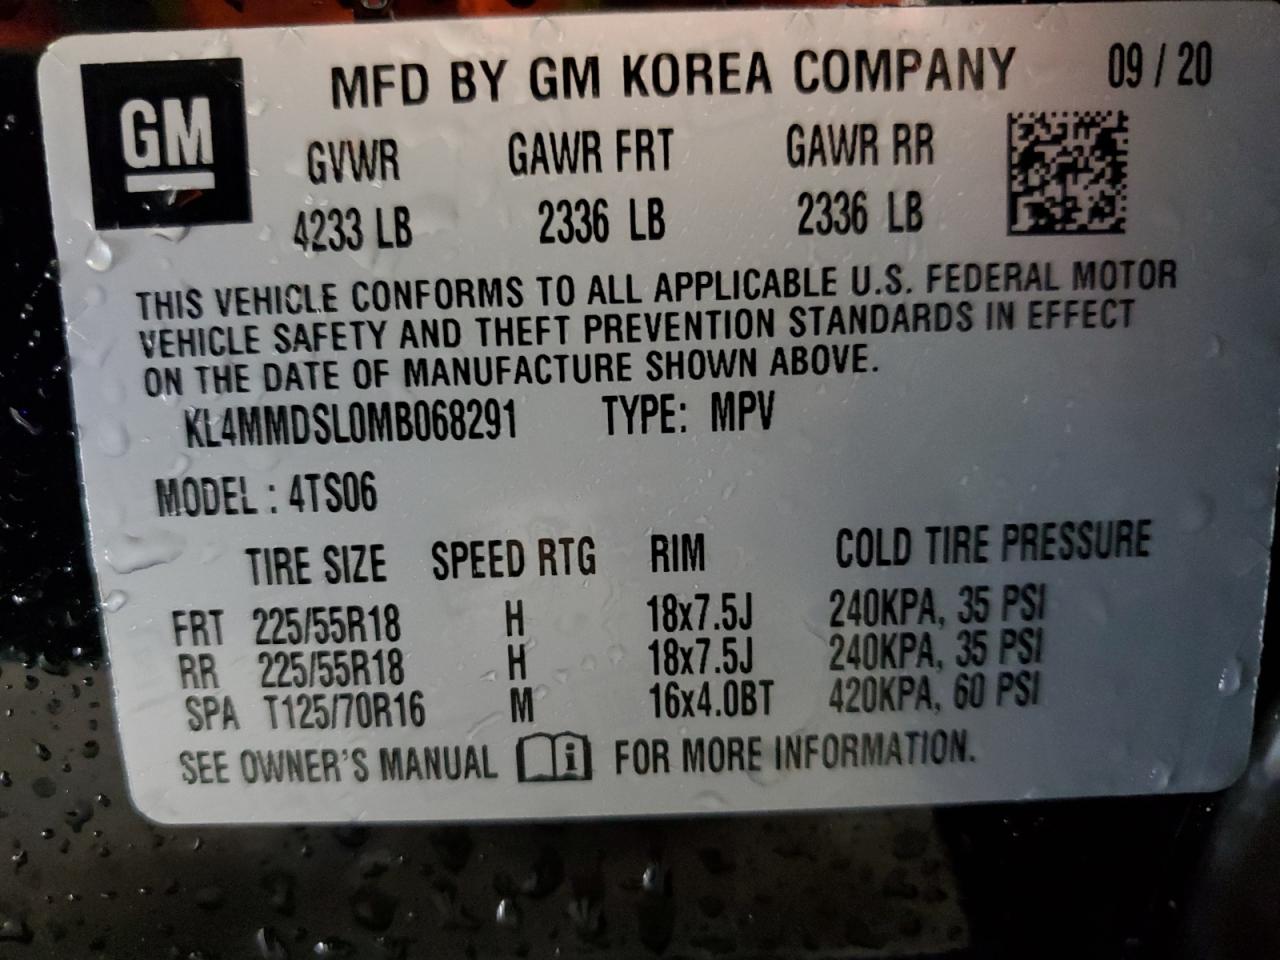 GM
MFD BY GM KOREA COMPANY 09 / 20
GVWR GAWR FRT GAWR RR
4233 LB 2336 LB 2336 LB
THIS VEHICLE CONFORMS TO ALL APPLICABLE U.S. FEDERAL MOTOR
VEHICLE SAFETY AND THEFT PREVENTION STANDARDS IN EFFECT
ON THE DATE OF MANUFACTURE SHOWN ABOVE.
KL4MMDSL0MB068291 TYPE: MPV
MODEL : 4TS06
TIRE SIZE SPEED RTG RIM COLD TIRE PRESSURE
FRT 225/55R18 H 18x7.5J 240KPA, 35 PSI
RR 225/55R18 H 18x7.5J 240KPA, 35 PSI
SPA T125/70R16 M 16x4.0BT 420KPA, 60 PSI
SEE OWNER'S MANUAL i FOR MORE INFORMATION.